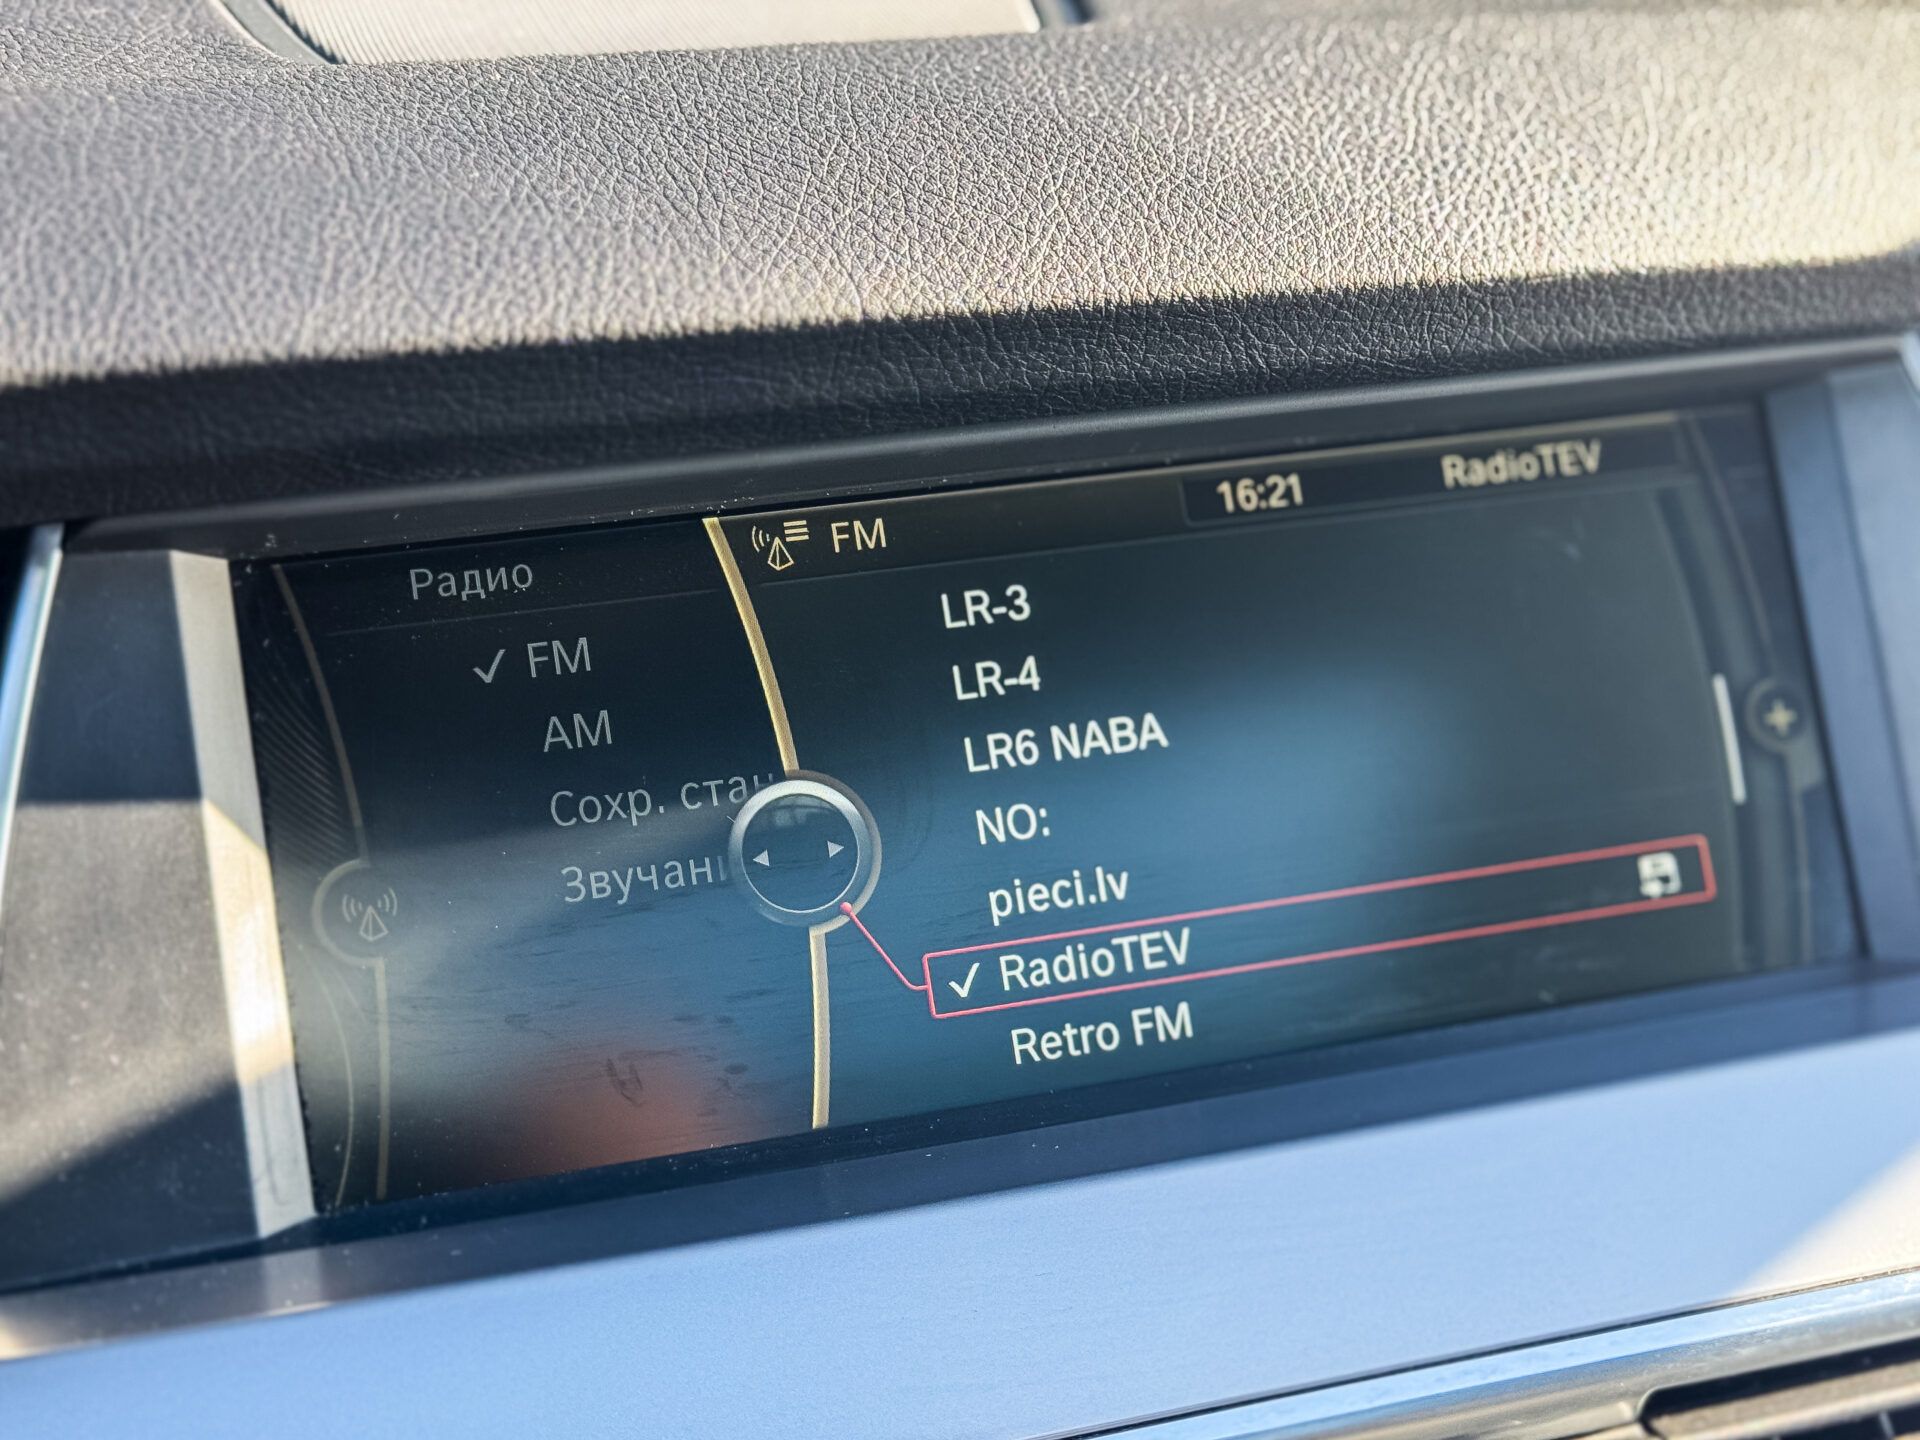 Радио
✓ FM
AM
Сохр. стан
Звучани
FM
16:21
RadioTEV
LR-3
LR-4
LR6 NABA
NO:
pieci.lv
✓ RadioTEV
Retro FM